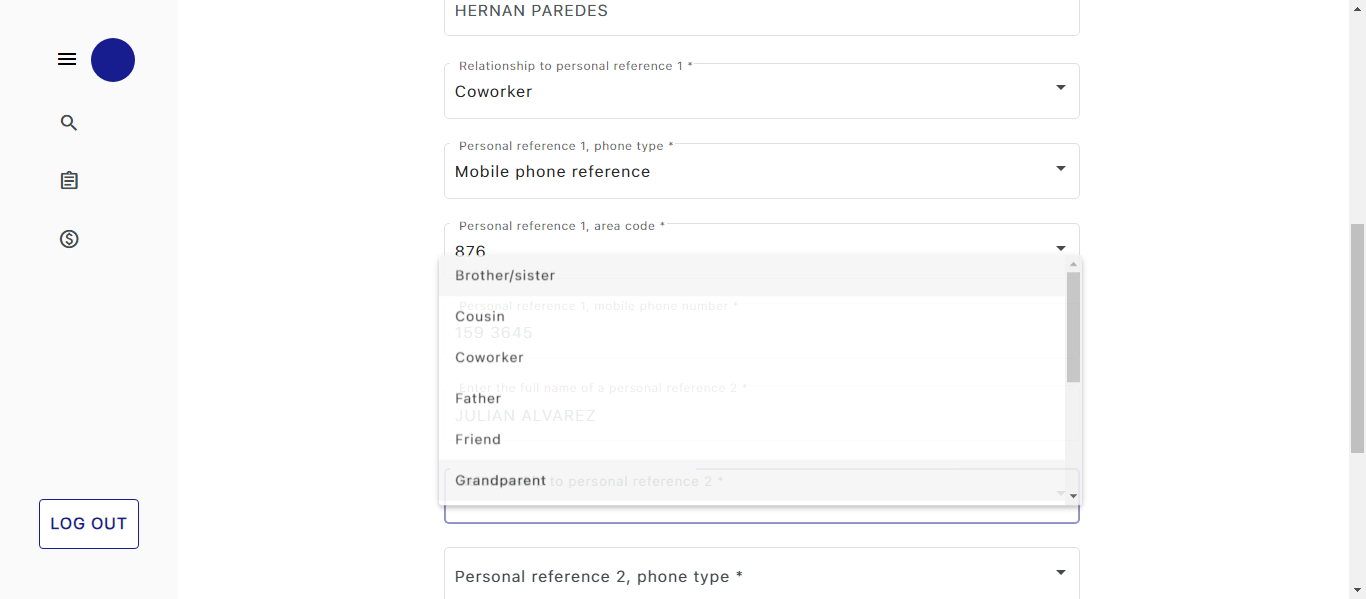 HERNAN PAREDES
Relationship to personal reference 1 *
Coworker
Personal reference 1, phone type *
Mobile phone reference
Personal reference 1, area code *
876
Brother/sister
Personal reference 1, mobile phone number *
Cousin
159 3645
Coworker
Enter the full name of a personal reference 2 *
Father
JULIAN ALVAREZ
Friend
Grandparent
to personal reference 2 *
Personal reference 2, phone type *
LOG OUT